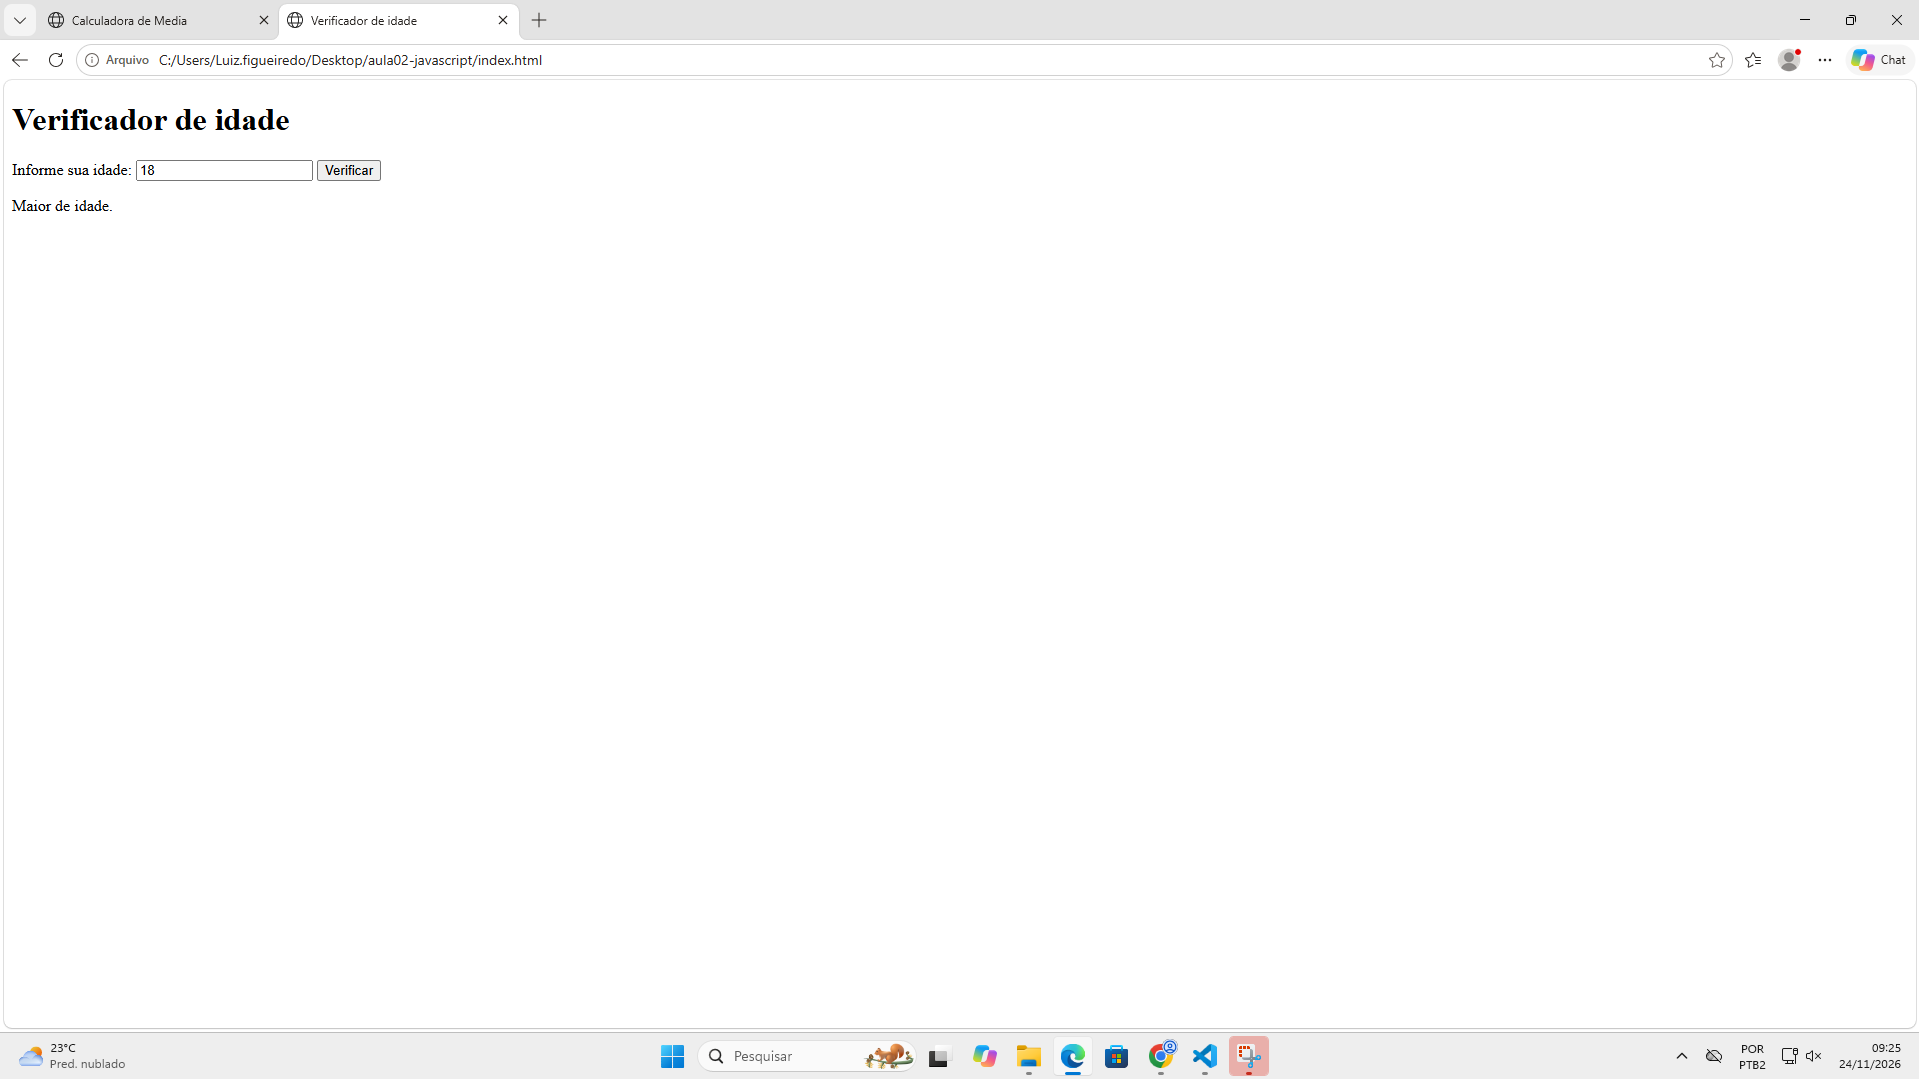 Calculadora de Media
Verificador de idade
Arquivo C:/Users/Luiz.figueiredo/Desktop/aula02-javascript/index.html
Chat
Verificador de idade
Informe sua idade: 18 Verificar
Maior de idade.
23°C
Pred. nublado
Pesquisar
POR
PTB2
09:25
24/11/2026